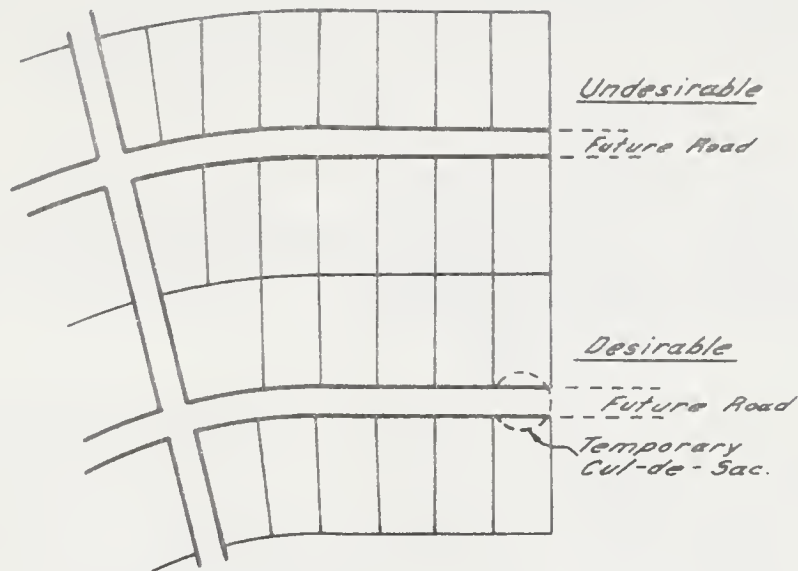 Undesirable
Future Road
Desirable
Future Road
Temporary
Cul-de-Sac.